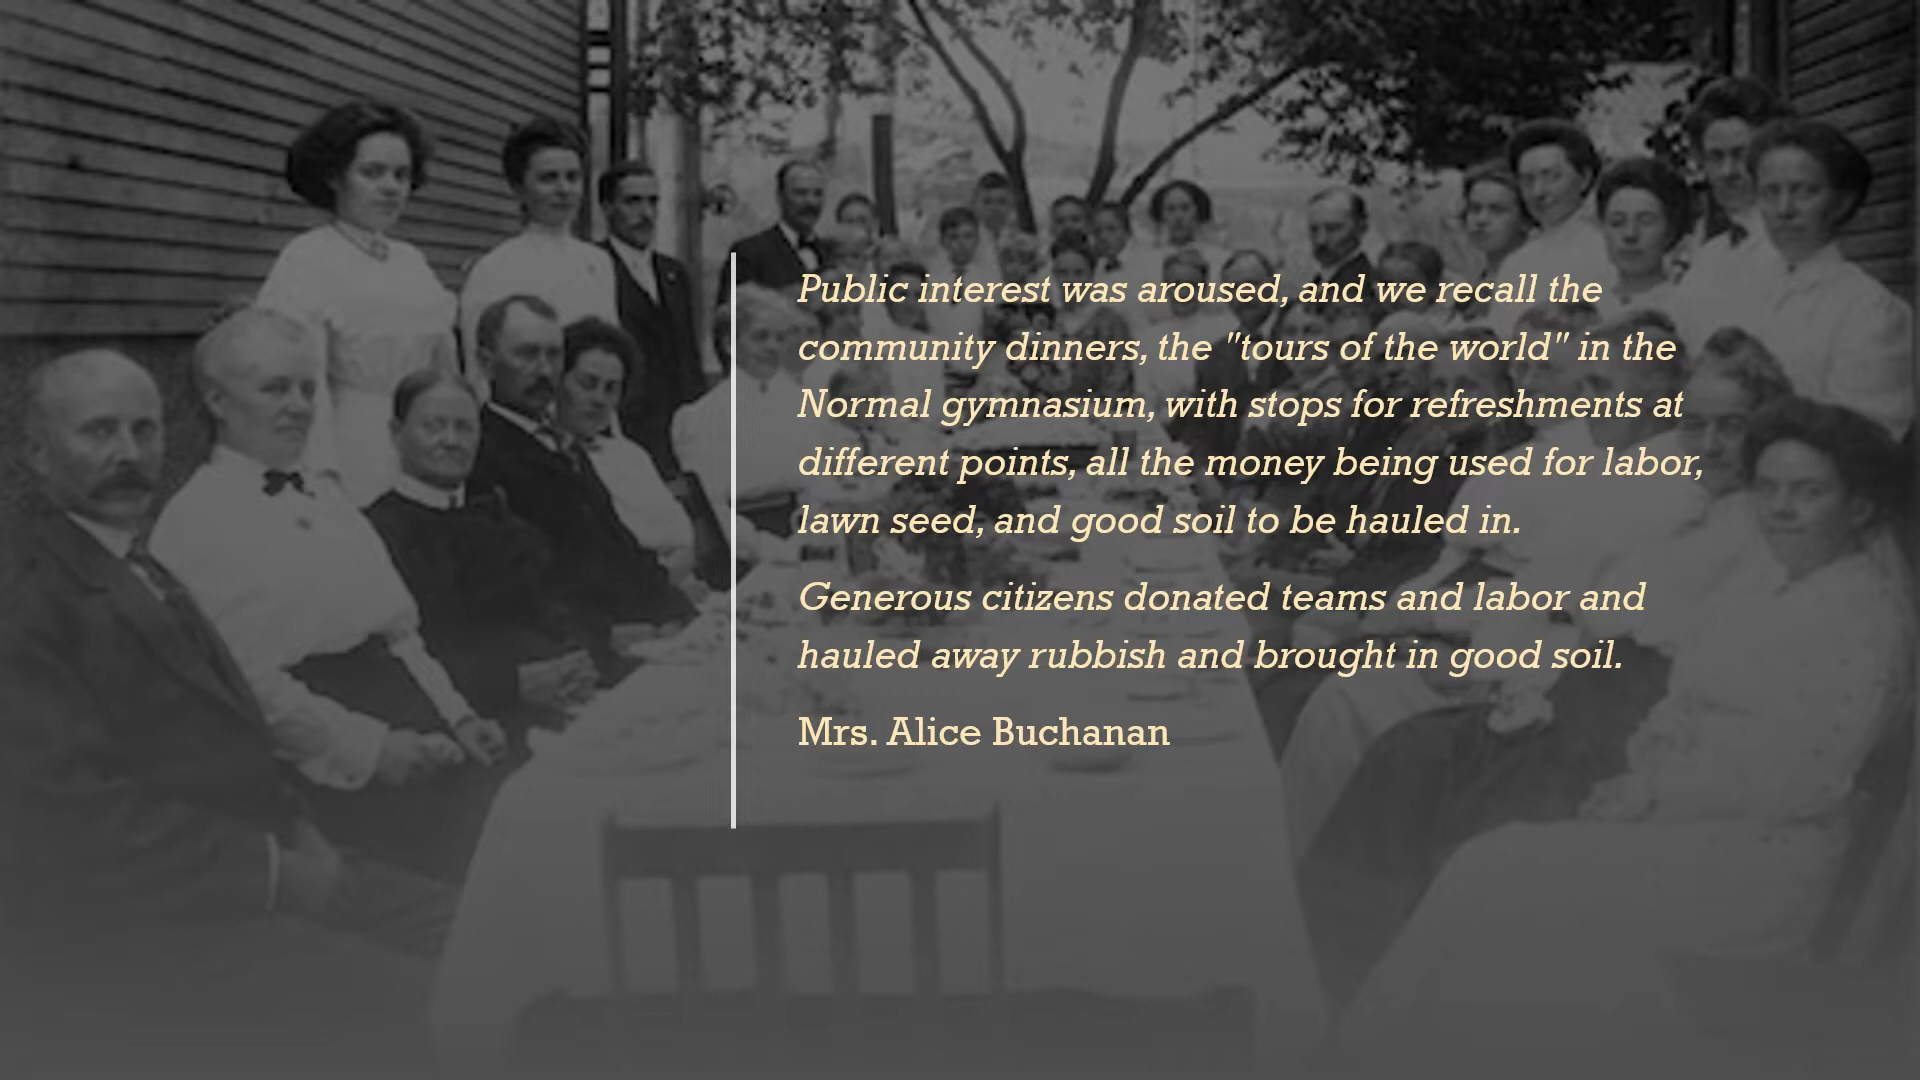 Public interest was aroused, and we recall the
community dinners, the "tours of the world" in the
Normal gymnasium, with stops for refreshments at
different points, all the money being used for labor,
lawn seed, and good soil to be hauled in.
Generous citizens donated teams and labor and
hauled away rubbish and brought in good soil.
Mrs. Alice Buchanan